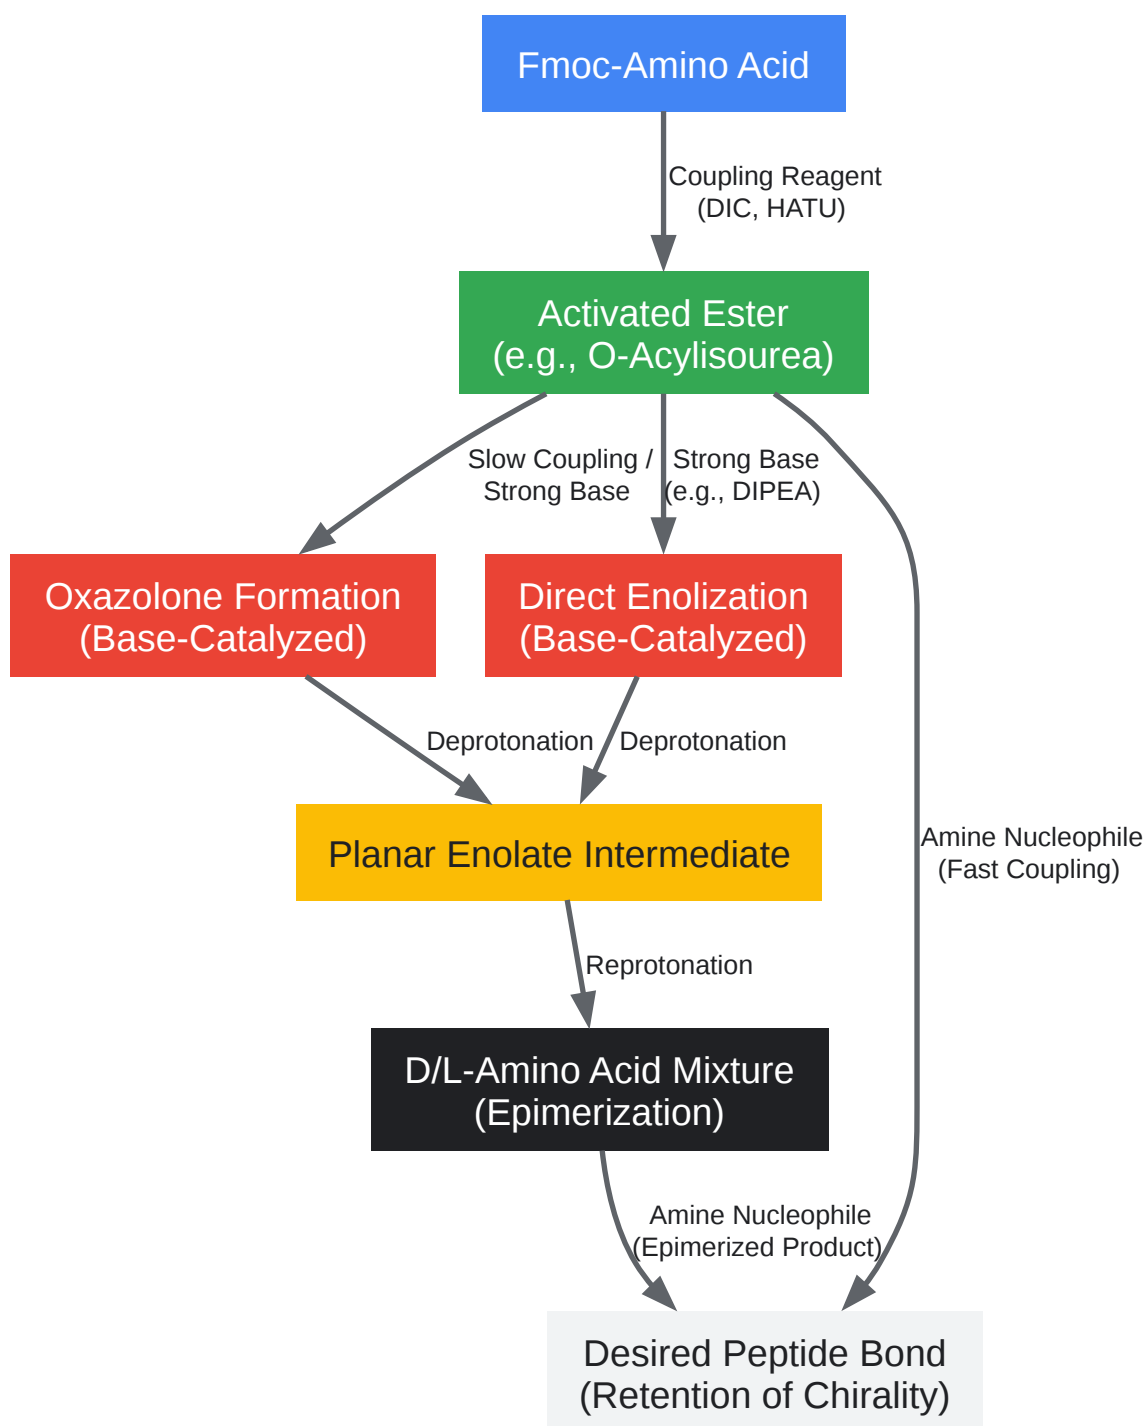 Fmoc-Amino Acid
Coupling Reagent
(DIC, HATU)
Activated Ester
(e.g., O-Acylisourea)
Slow Coupling /
Strong Base
Strong Base
(e.g., DIPEA)
Oxazolone Formation
(Base-Catalyzed)
Direct Enolization
(Base-Catalyzed)
Deprotonation
Deprotonation
Planar Enolate Intermediate
Amine Nucleophile
(Fast Coupling)
Reprotonation
D/L-Amino Acid Mixture
(Epimerization)
Amine Nucleophile
(Epimerized Product)
Desired Peptide Bond
(Retention of Chirality)